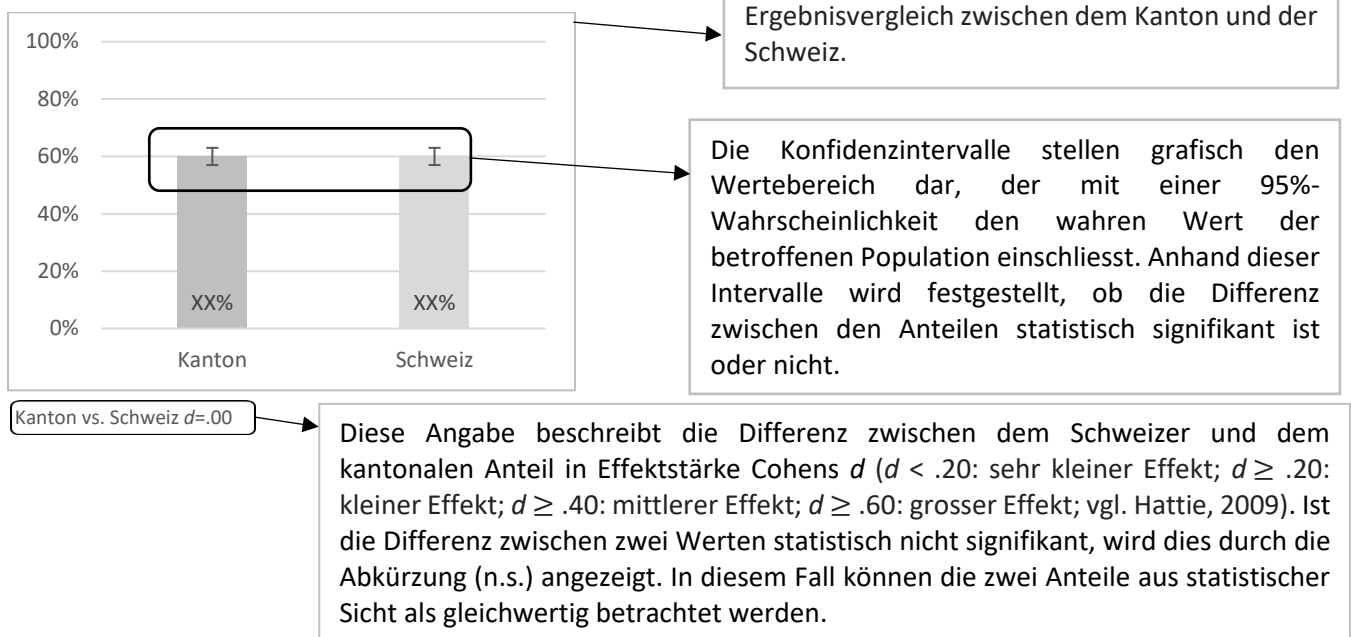 Ergebnisvergleich zwischen dem Kanton und der
Schweiz.
100%
80%
60%
40%
20%
0%
XX%
XX%
Kanton
Schweiz
Die Konfidenzintervalle stellen grafisch den
Wertebereich dar, der mit einer 95%-
Wahrscheinlichkeit den wahren Wert der
betroffenen Population einschliesst. Anhand dieser
Intervalle wird festgestellt, ob die Differenz
zwischen den Anteilen statistisch signifikant ist
oder nicht.
Kanton vs. Schweiz d=.00
Diese Angabe beschreibt die Differenz zwischen dem Schweizer und dem
kantonalen Anteil in Effektstärke Cohens d (d < .20: sehr kleiner Effekt; d ≥ .20:
kleiner Effekt; d ≥ .40: mittlerer Effekt; d ≥ .60: grosser Effekt; vgl. Hattie, 2009). Ist
die Differenz zwischen zwei Werten statistisch nicht signifikant, wird dies durch die
Abkürzung (n.s.) angezeigt. In diesem Fall können die zwei Anteile aus statistischer
Sicht als gleichwertig betrachtet werden.